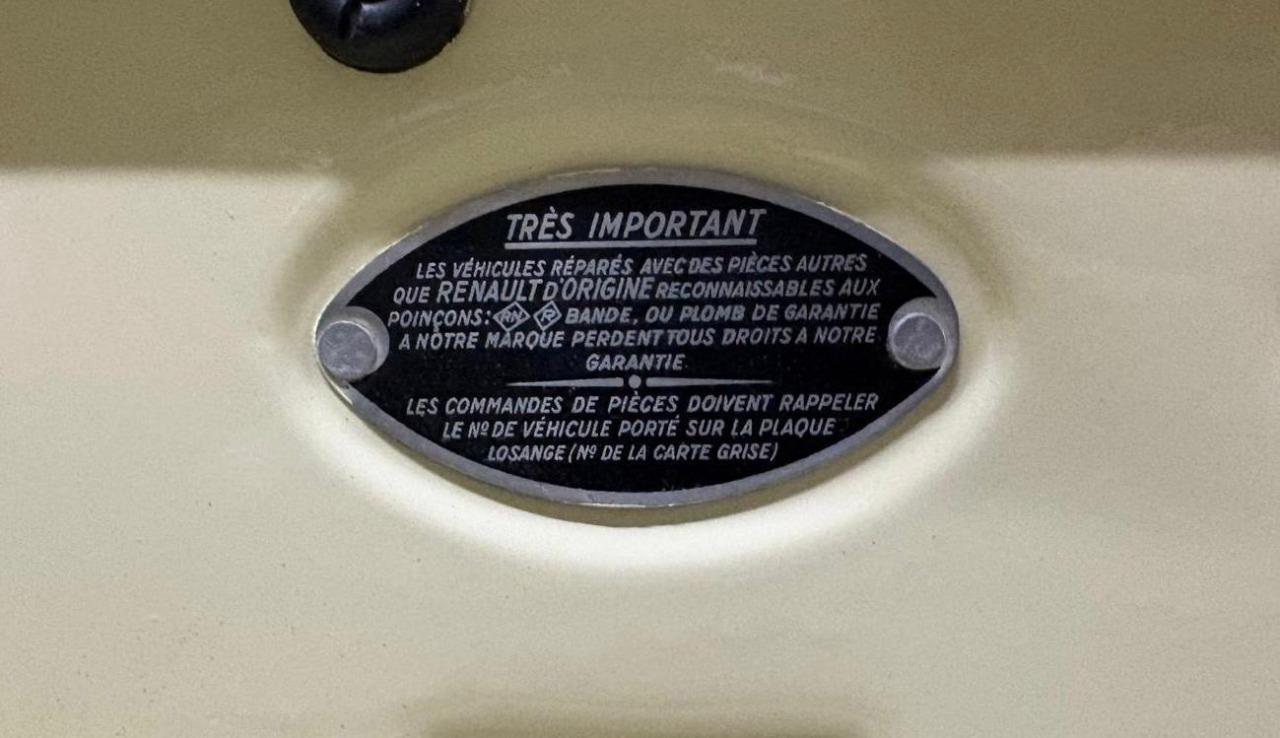 TRÈS IMPORTANT
LES VÉHICULES RÉPARÉS AVEC DES PIÈCES AUTRES
QUE RENAULT D'ORIGINE RECONNAISSABLES AUX
POINÇONS: RN R BANDE, OU PLOMB DE GARANTIE
A NÔTRE MARQUE PERDENT TOUS DROITS A NOTRE
GARANTIE
LES COMMANDES DE PIÈCES DOIVENT RAPPELER
LE Nº DE VÉHICULE PORTÉ SUR LA PLAQUE
LOSANGE (Nº DE LA CARTE GRISE)